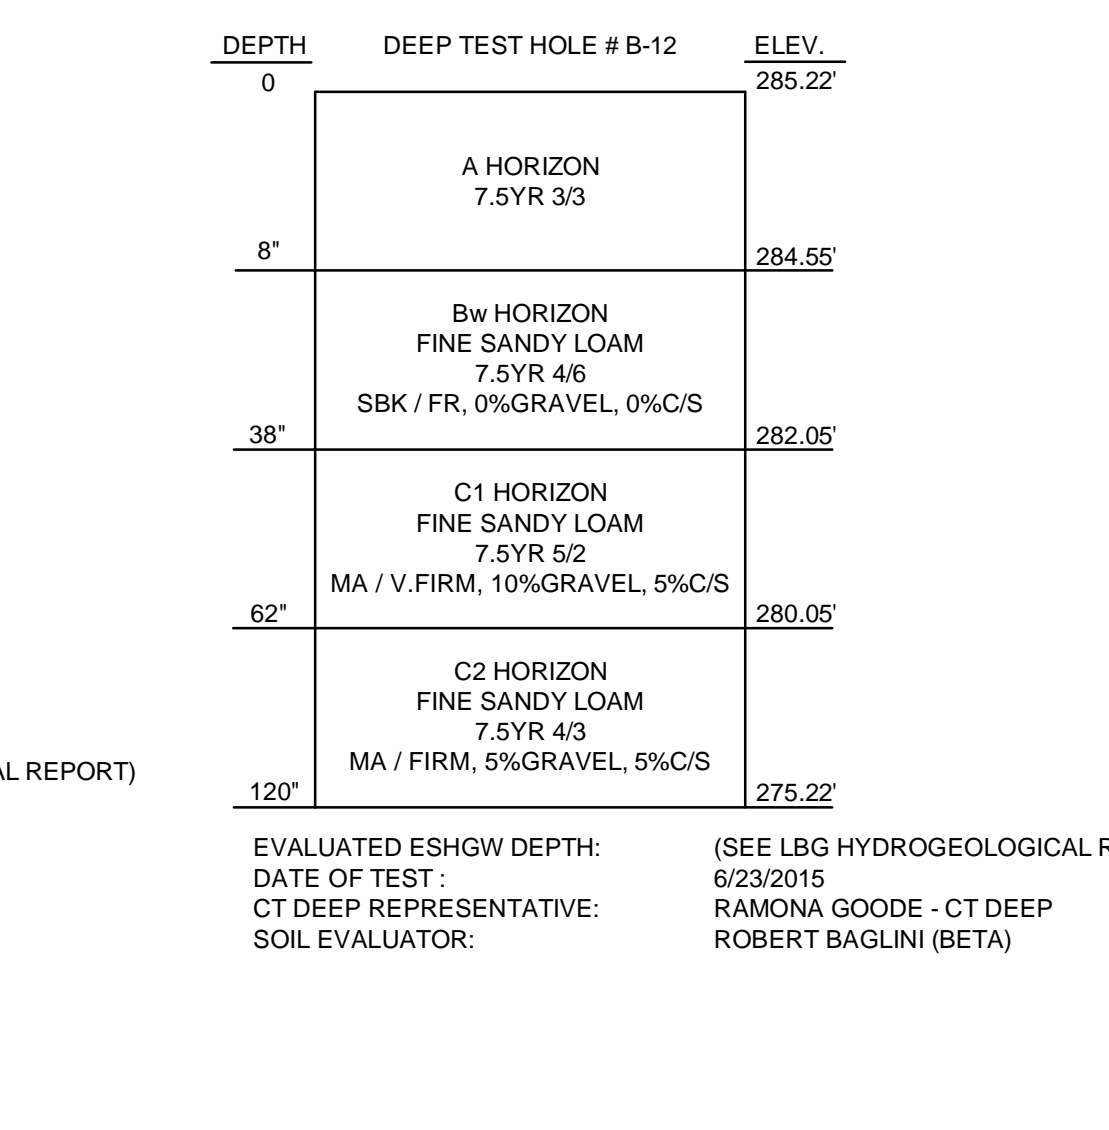 DEPTH DEEP TEST HOLE # B-12 ELEV.
0 285.22'
A HORIZON
7.5YR 3/3
8" 284.55'
Bw HORIZON
FINE SANDY LOAM
7.5YR 4/6
SBK / FR, 0%GRAVEL, 0%C/S
38" 282.05'
C1 HORIZON
FINE SANDY LOAM
7.5YR 5/2
MA / V.FIRM, 10%GRAVEL, 5%C/S
62" 280.05'
C2 HORIZON
FINE SANDY LOAM
7.5YR 4/3
MA / FIRM, 5%GRAVEL, 5%C/S
AL REPORT)
120" 275.22'
EVALUATED ESHGW DEPTH: (SEE LBG HYDROGEOLOGICAL R
DATE OF TEST : 6/23/2015
CT DEEP REPRESENTATIVE: RAMONA GOODE - CT DEEP
SOIL EVALUATOR: ROBERT BAGLINI (BETA)